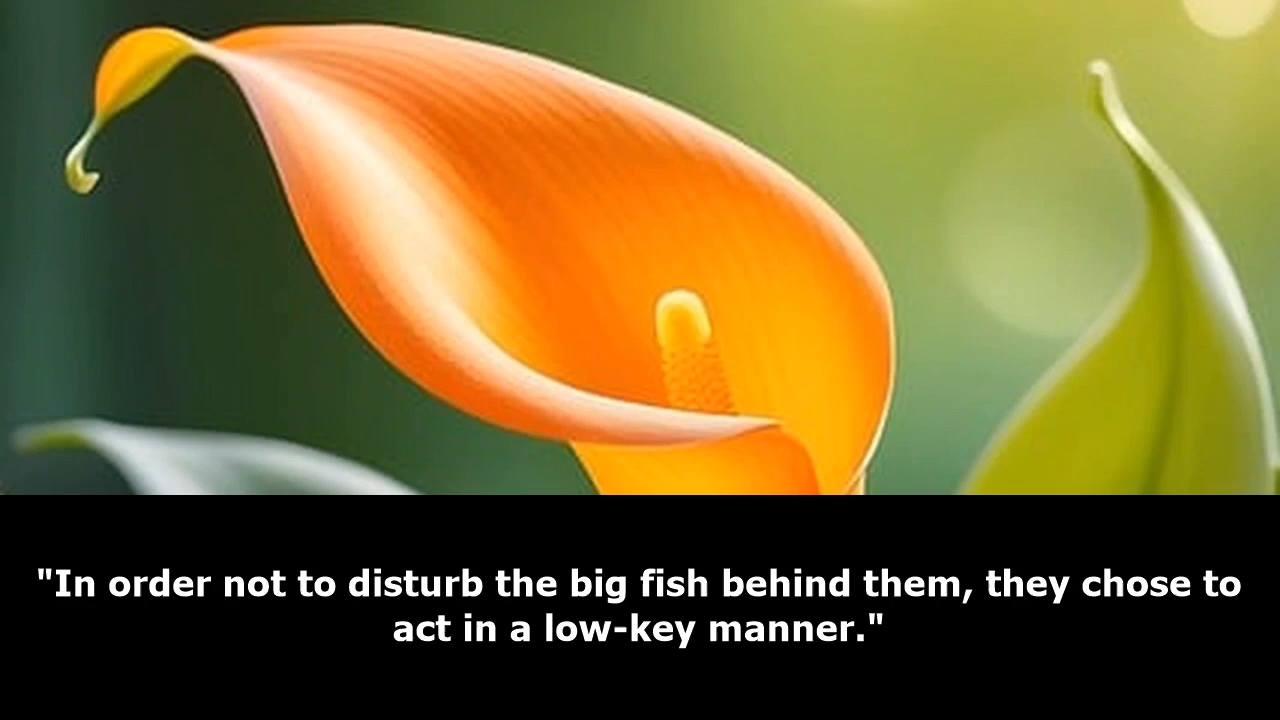 "In order not to disturb the big fish behind them, they chose to
act in a low-key manner."